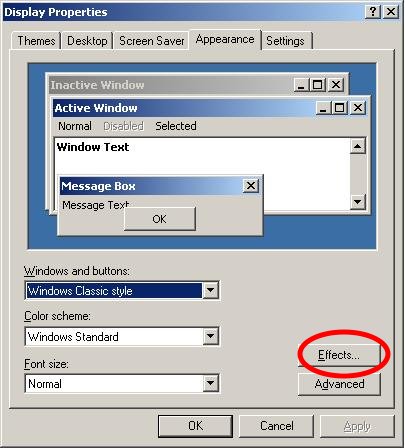 Display Properties
Themes Desktop Screen Saver Appearance Settings
Inactive Window
Active Window
Normal Disabled Selected
Window Text
Message Box
Message Text
OK
Windows and buttons:
Windows Classic style
Color scheme:
Windows Standard
Effects...
Font size:
Normal
Advanced
OK Cancel Apply